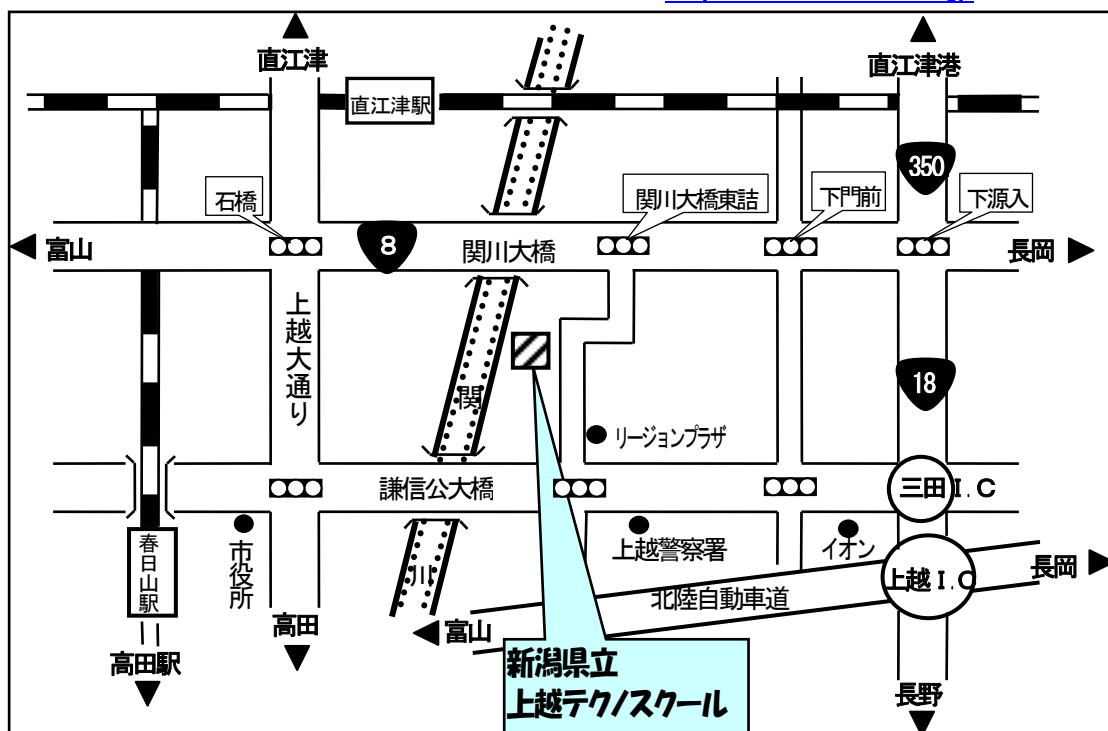 直江津
直江津港
直江津駅
350
石橋
関川大橋東詰
下門前
下源入
富山
8
関川大橋
長岡
上越大通り
18
関
リージョンプラザ
謙信公大橋
三田 I.C
市役所
上越警察署
イオン
春日山駅
川
上越 I.C
長岡
北陸自動車道
高田
富山
高田駅
新潟県立
上越テクノスクール
長野